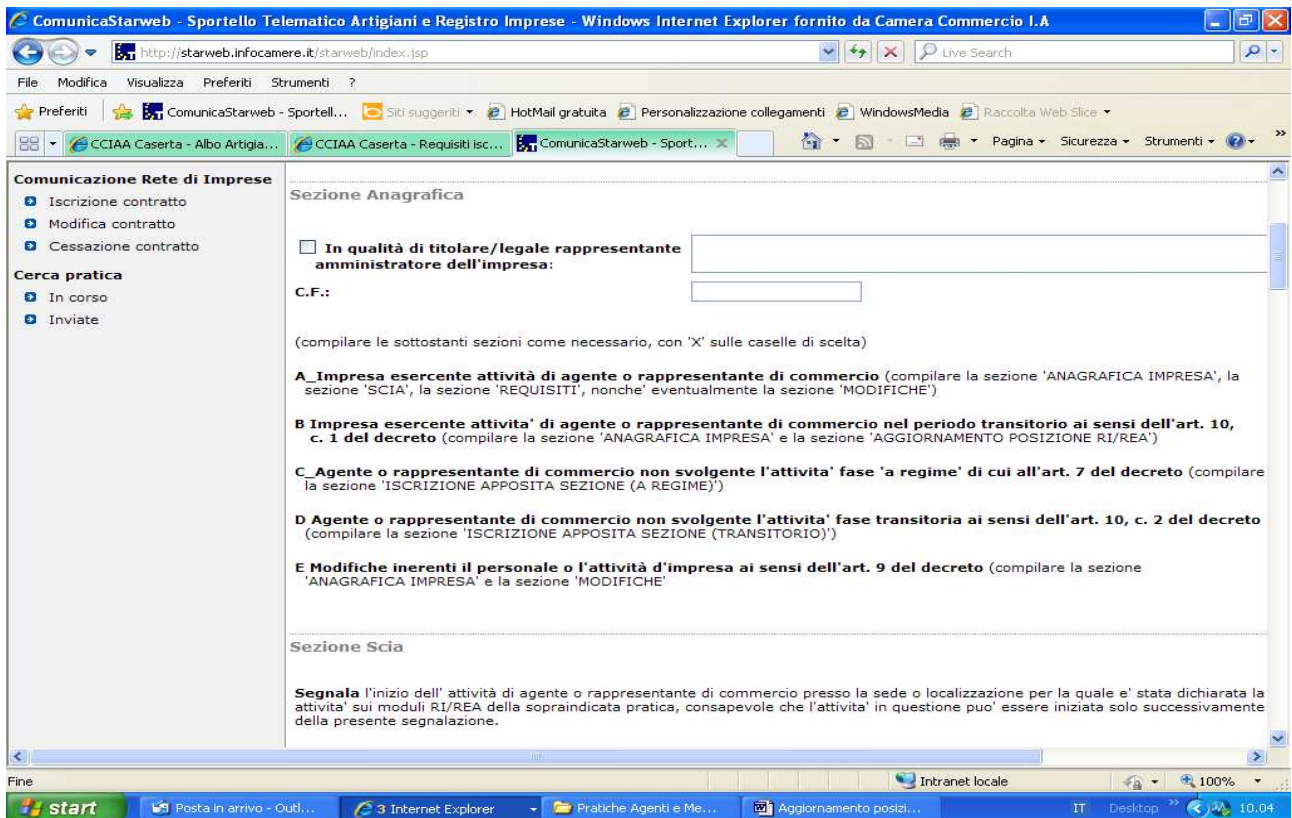 ComunicaStarweb - Sportello Telematico Artigiani e Registro Imprese - Windows Internet Explorer fornito da Camera Commercio I.A
http://starweb.infocamere.it/starweb/index.jsp
Live Search
File Modifica Visualizza Preferiti Strumenti ?
Preferiti ComunicaStarweb - Sportell... Siti suggeriti HotMail gratuita Personalizzazione collegamenti WindowsMedia Raccolta Web Slice
CCIAA Caserta - Albo Artigia... CCIAA Caserta - Requisiti isc... ComunicaStarweb - Sport... Pagina Sicurezza Strumenti »
Comunicazione Rete di Imprese
Iscrizione contratto
Modifica contratto
Cessazione contratto
Cerca pratica
In corso
Inviate
Sezione Anagrafica
In qualità di titolare/legale rappresentante
amministratore dell'impresa:
C.F.:
(compilare le sottostanti sezioni come necessario, con 'X' sulle caselle di scelta)
A_Impresa esercente attività di agente o rappresentante di commercio (compilare la sezione 'ANAGRAFICA IMPRESA', la
sezione 'SCIA', la sezione 'REQUISITI', nonche' eventualmente la sezione 'MODIFICHE')
B Impresa esercente attivita' di agente o rappresentante di commercio nel periodo transitorio ai sensi dell'art. 10,
c. 1 del decreto (compilare la sezione 'ANAGRAFICA IMPRESA' e la sezione 'AGGIORNAMENTO POSIZIONE RI/REA')
C_Agente o rappresentante di commercio non svolgente l'attivita' fase 'a regime' di cui all'art. 7 del decreto (compilare
la sezione 'ISCRIZIONE APPOSITA SEZIONE (A REGIME)')
D Agente o rappresentante di commercio non svolgente l'attivita' fase transitoria ai sensi dell'art. 10, c. 2 del decreto
(compilare la sezione 'ISCRIZIONE APPOSITA SEZIONE (TRANSITORIO)')
E Modifiche inerenti il personale o l'attività d'impresa ai sensi dell'art. 9 del decreto (compilare la sezione
'ANAGRAFICA IMPRESA' e la sezione 'MODIFICHE'
Sezione Scia
Segnala l'inizio dell' attività di agente o rappresentante di commercio presso la sede o localizzazione per la quale e' stata dichiarata la
attivita' sui moduli RI/REA della sopraindicata pratica, consapevole che l'attivita' in questione puo' essere iniziata solo successivamente
della presente segnalazione.
Fine Intranet locale 100%
start Posta in arrivo - Outl... 3 Internet Explorer Pratiche Agenti e Me... Aggiornamento posizi... IT Desktop » 10.04